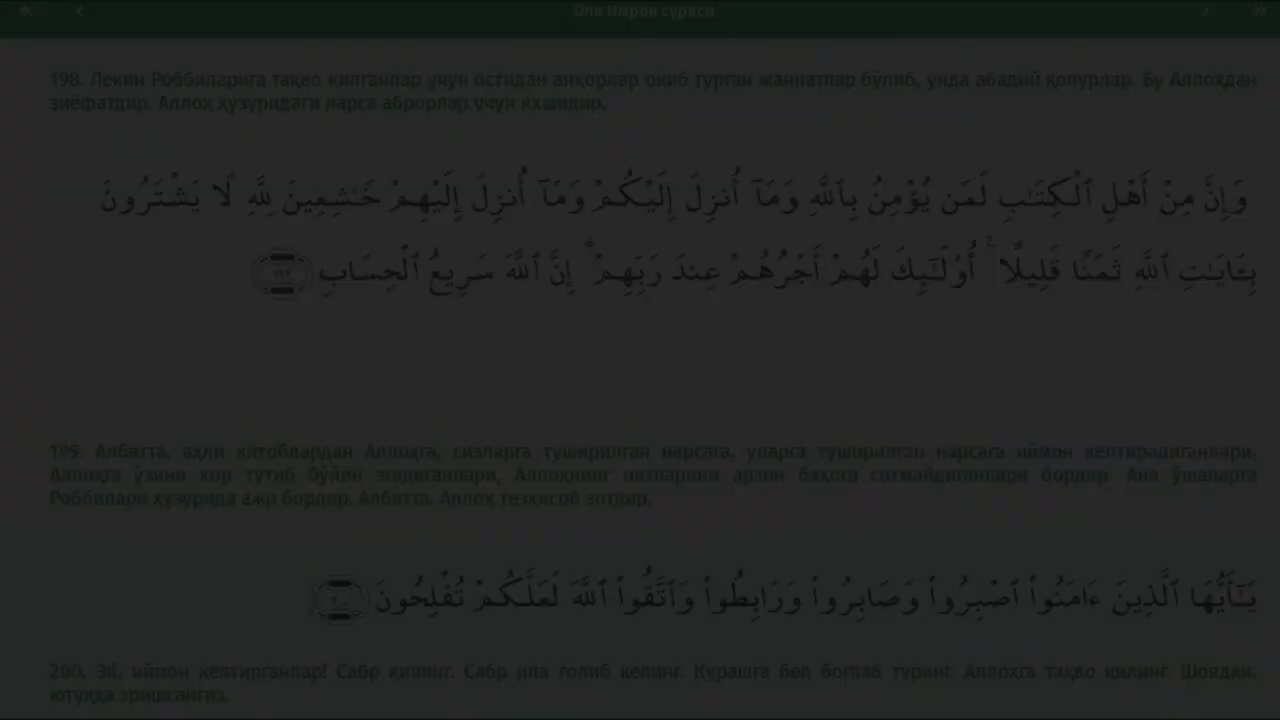 Оли Имрон сураси
198. Лекин Роббиларига тақво қилганлар учун остидан анҳорлар оқиб турган жаннатлар бўлиб, унда абадий қолурлар. Бу Аллоҳдан
зиёфатдир. Аллоҳ ҳузуридаги нарса аброрлар учун яхшидир.
وَإِنَّ مِنْ أَهْلِ ٱلْكِتَـٰبِ لَمَن يُؤْمِنُ بِٱللَّهِ وَمَآ أُنزِلَ إِلَيْكُمْ وَمَآ أُنزِلَ إِلَيْهِمْ خَـٰشِعِينَ لِلَّهِ لَا يَشْتَرُونَ
بِـَٔايَـٰتِ ٱللَّهِ ثَمَنًا قَلِيلًا ۗ أُو۟لَـٰٓئِكَ لَهُمْ أَجْرُهُمْ عِندَ رَبِّهِمْ ۗ إِنَّ ٱللَّهَ سَرِيعُ ٱلْحِسَابِ ١٩٩
199. Албатта, аҳли китоблардан Аллоҳга, сизларга туширилган нарсага, уларга туширилган нарсага иймон келтирадиганлари,
Аллоҳга ўзини хор тутиб бўйин эгадиганлари, Аллоҳнинг оятларини арзон баҳога сотмайдиганлари бордир. Ана ўшаларга
Роббилари ҳузурида ажр бордир. Албатта, Аллоҳ тезҳисоб зотдир.
يَـٰٓأَيُّهَا ٱلَّذِينَ ءَامَنُوا۟ ٱصْبِرُوا۟ وَصَابِرُوا۟ وَرَابِطُوا۟ وَٱتَّقُوا۟ ٱللَّهَ لَعَلَّكُمْ تُفْلِحُونَ ٢٠٠
200. Эй, иймон келтирганлар! Сабр қилинг. Сабр ила ғолиб келинг. Курашга бел боғлаб туринг. Аллоҳга тақво қилинг. Шоядки,
ютуққа эришсангиз.